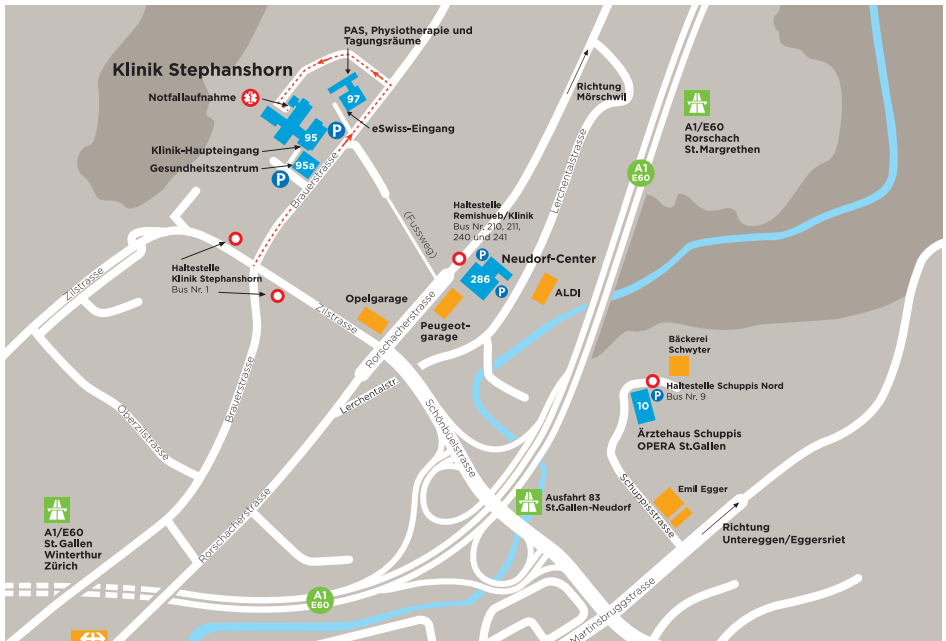 PAS, Physiotherapie und
Tagungsräume
Klinik Stephanshorn
Notfallaufnahme
97
P
eSwiss-Eingang
95
Klinik-Haupteingang
Gesundheitszentrum
95a
P
Brauerstrasse
Richtung
Mörschwil
A1/E60
Rorschach
St.Margrethen
A1
E60
Lerchentalstrasse
(Fussweg)
Haltestelle
Remishueb/Klinik
Bus Nr. 210, 211,
240 und 241
P
Neudorf-Center
286
P
ALDI
Haltestelle
Klinik Stephanshorn
Bus Nr. 1
Zilstrasse
Zilstrasse
Opelgarage
Peugeot-
garage
Rorschacherstrasse
Lerchentalstr.
Brauerstrasse
Oberzilstrasse
Schönbüelstrasse
Bäckerei
Schwyter
Haltestelle Schuppis Nord
Bus Nr. 9
P
10
Ärztehaus Schuppis
OPERA St.Gallen
Schuppisstrasse
Emil Egger
Ausfahrt 83
St.Gallen-Neudorf
Richtung
Untereggen/Eggersriet
Rorschacherstrasse
A1/E60
St. Gallen
Winterthur
Zürich
A1
E60
Martinsbruggstrasse